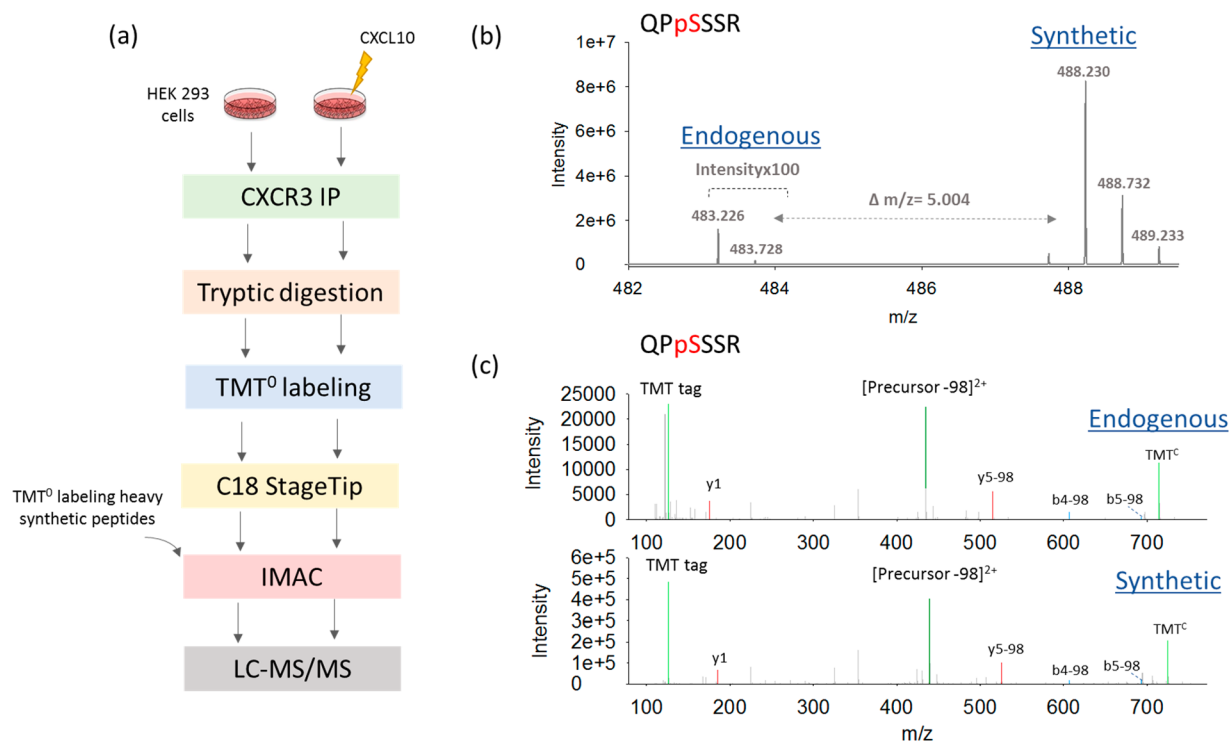 (a)
CXCL10
HEK 293
cells
CXCR3 IP
Tryptic digestion
TMT⁰ labeling
C18 StageTip
TMT⁰ labeling heavy
synthetic peptides
IMAC
LC-MS/MS
(b)
QPpSSSR
Synthetic
1e+7
8e+6
6e+6
4e+6
2e+6
0
Intensity
488.230
Endogenous
Intensityx100
488.732
Δ m/z= 5.004
483.226
483.728
489.233
482 484 486 488
m/z
QPpSSSR
(c)
TMT tag
[Precursor -98]²⁺
Endogenous
25000
20000
15000
10000
5000
0
Intensity
y1
y5-98
b4-98
b5-98
TMTᶜ
100 200 300 400 500 600 700
TMT tag
[Precursor -98]²⁺
Synthetic
6e+5
5e+5
4e+5
3e+5
2e+5
1e+5
0
Intensity
y1
y5-98
b4-98
b5-98
TMTᶜ
100 200 300 400 500 600 700
m/z